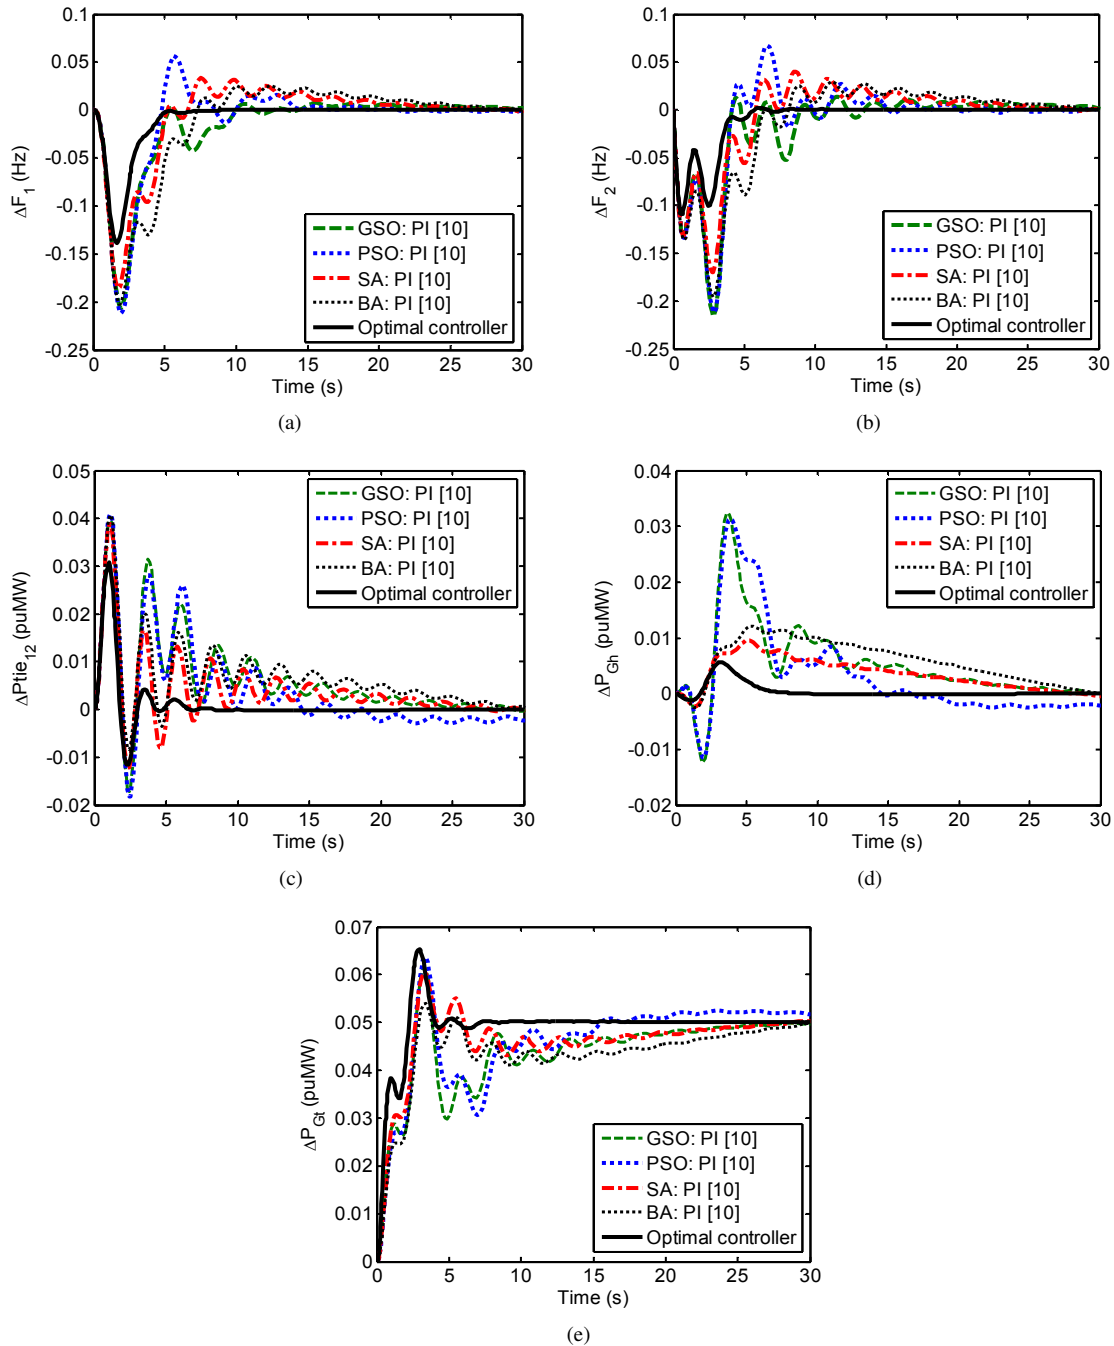 0.1
0.05
0
-0.05
-0.1
-0.15
-0.2
-0.25
ΔF1 (Hz)
GSO: PI [10]
PSO: PI [10]
SA: PI [10]
BA: PI [10]
Optimal controller
0 5 10 15 20 25 30
Time (s)
(a)
0.1
0.05
0
-0.05
-0.1
-0.15
-0.2
-0.25
ΔF2 (Hz)
GSO: PI [10]
PSO: PI [10]
SA: PI [10]
BA: PI [10]
Optimal controller
0 5 10 15 20 25 30
Time (s)
(b)
0.05
0.04
0.03
0.02
0.01
0
-0.01
-0.02
ΔPtie12 (puMW)
GSO: PI [10]
PSO: PI [10]
SA: PI [10]
BA: PI [10]
Optimal controller
0 5 10 15 20 25 30
Time (s)
(c)
0.04
0.03
0.02
0.01
0
-0.01
-0.02
ΔPGh (puMW)
GSO: PI [10]
PSO: PI [10]
SA: PI [10]
BA: PI [10]
Optimal controller
0 5 10 15 20 25 30
Time (s)
(d)
0.07
0.06
0.05
0.04
0.03
0.02
0.01
0
ΔPGt (puMW)
GSO: PI [10]
PSO: PI [10]
SA: PI [10]
BA: PI [10]
Optimal controller
0 5 10 15 20 25 30
Time (s)
(e)